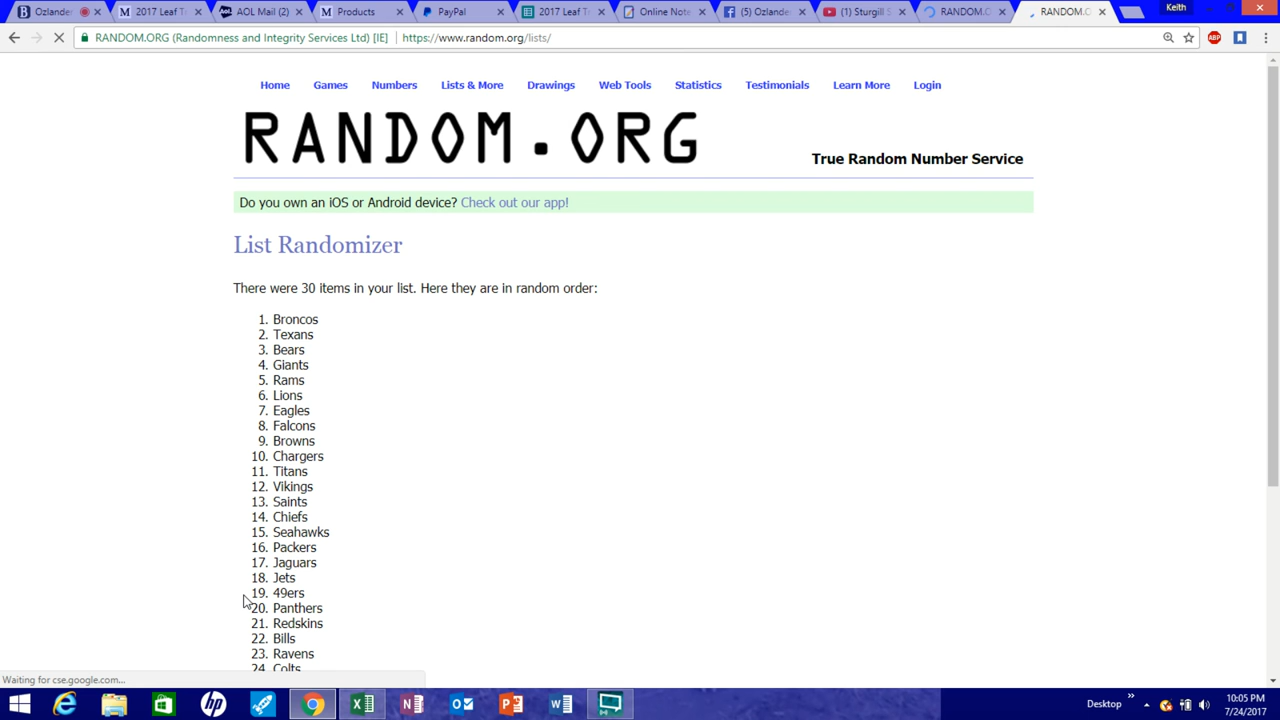 Ozlander
2017 Leaf Tr
AOL Mail (2)
Products
PayPal
2017 Leaf Tr
Online Note
(5) Ozlande
(1) Sturgill S
RANDOM.O
RANDOM.O
Keith
RANDOM.ORG (Randomness and Integrity Services Ltd) [IE]
https://www.random.org/lists/
ABP
Home Games Numbers Lists & More Drawings Web Tools Statistics Testimonials Learn More Login
RANDOM.ORG
True Random Number Service
Do you own an iOS or Android device? Check out our app!
List Randomizer
There were 30 items in your list. Here they are in random order:
1. Broncos
2. Texans
3. Bears
4. Giants
5. Rams
6. Lions
7. Eagles
8. Falcons
9. Browns
10. Chargers
11. Titans
12. Vikings
13. Saints
14. Chiefs
15. Seahawks
16. Packers
17. Jaguars
18. Jets
19. 49ers
20. Panthers
21. Redskins
22. Bills
23. Ravens
24. Colts
Waiting for cse.google.com...
Desktop
10:05 PM
7/24/2017